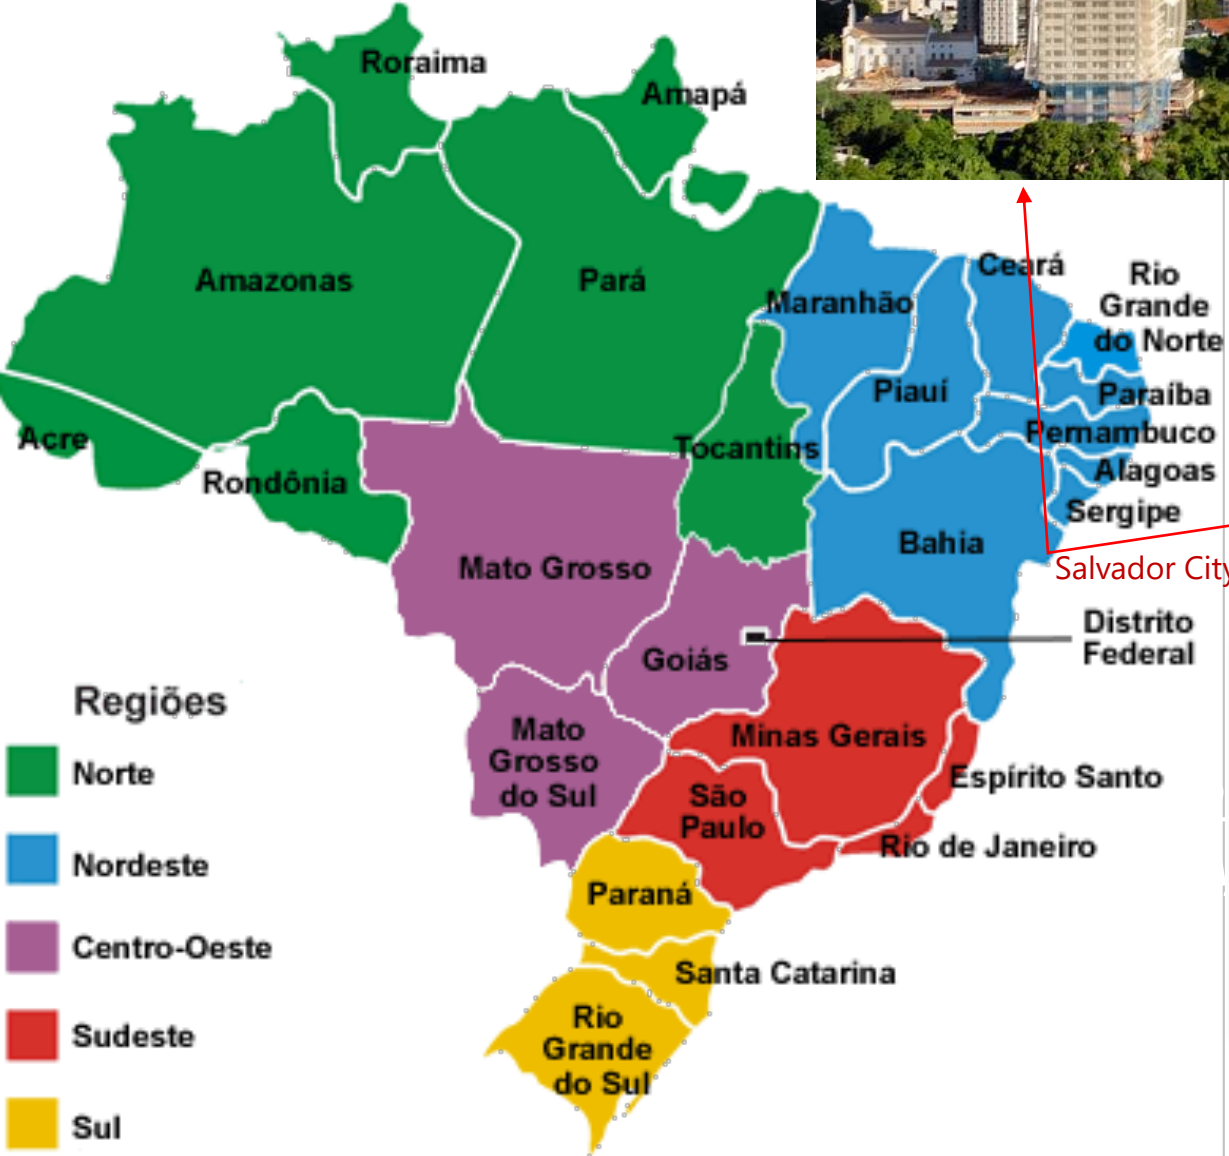 Roraima
Amapá
Amazonas
Pará
Maranhão
Ceará
Rio
Grande
do Norte
Piauí
Paraíba
Pernambuco
Alagoas
Sergipe
Acre
Rondônia
Tocantins
Bahia
Salvador City
Mato Grosso
Distrito
Federal
Goiás
Mato
Grosso
do Sul
Minas Gerais
Espírito Santo
São
Paulo
Rio de Janeiro
Paraná
Santa Catarina
Rio
Grande
do Sul
Regiões
Norte
Nordeste
Centro-Oeste
Sudeste
Sul